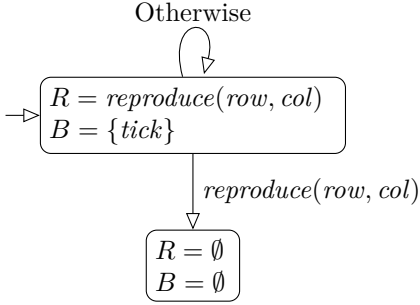 Otherwise
R = reproduce(row, col)
B = {tick}
reproduce(row, col)
R = ∅
B = ∅